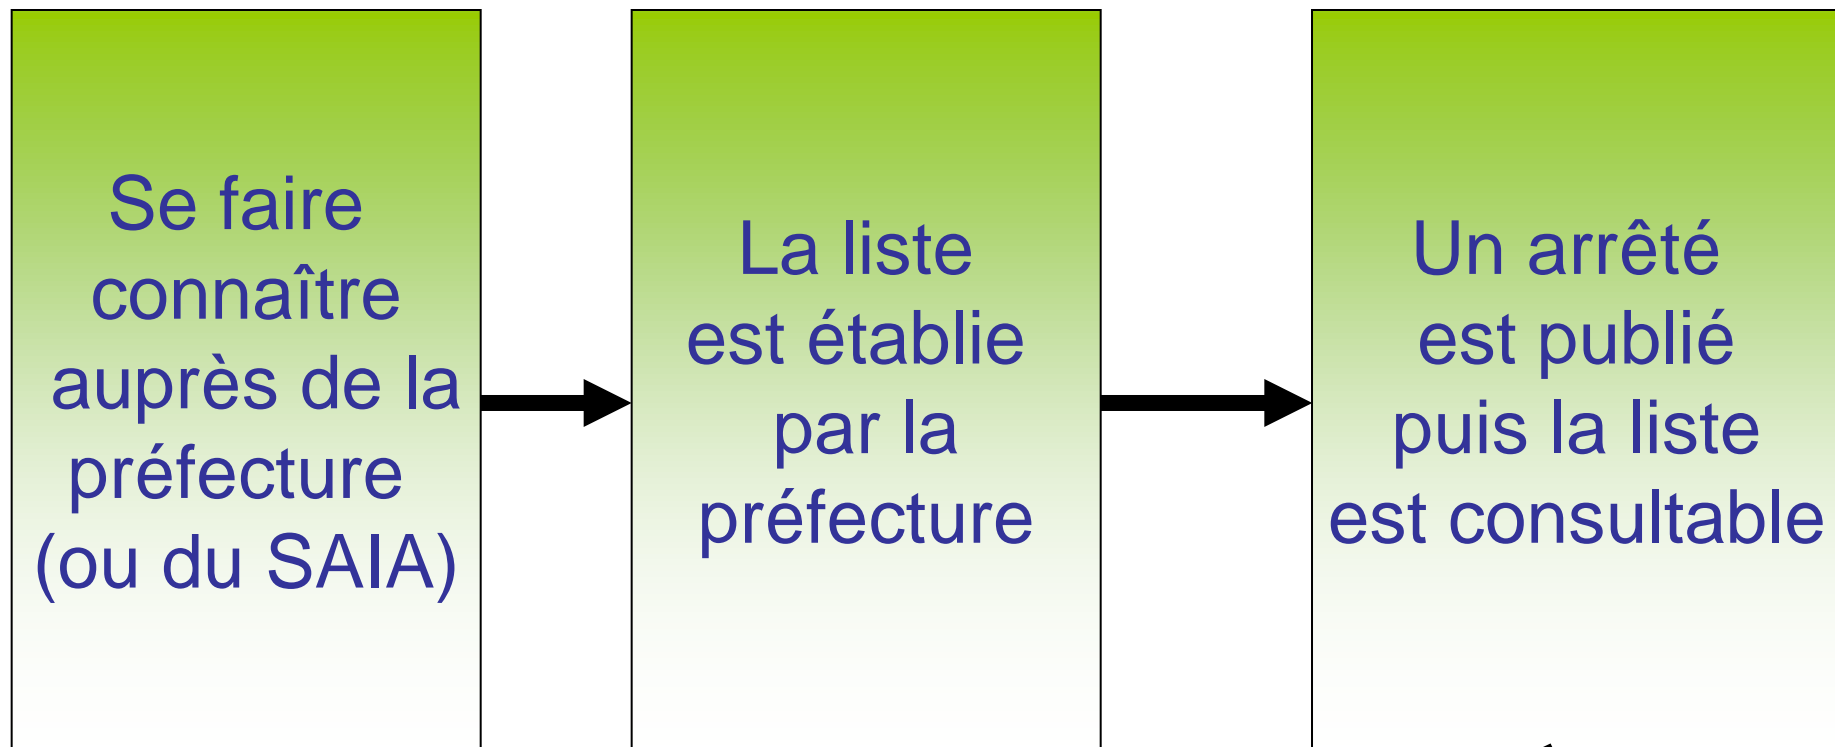 Se faire
connaître
auprès de la
préfecture
(ou du SAIA)
La liste
est établie
par la
préfecture
Un arrêté
est publié
puis la liste
est consultable